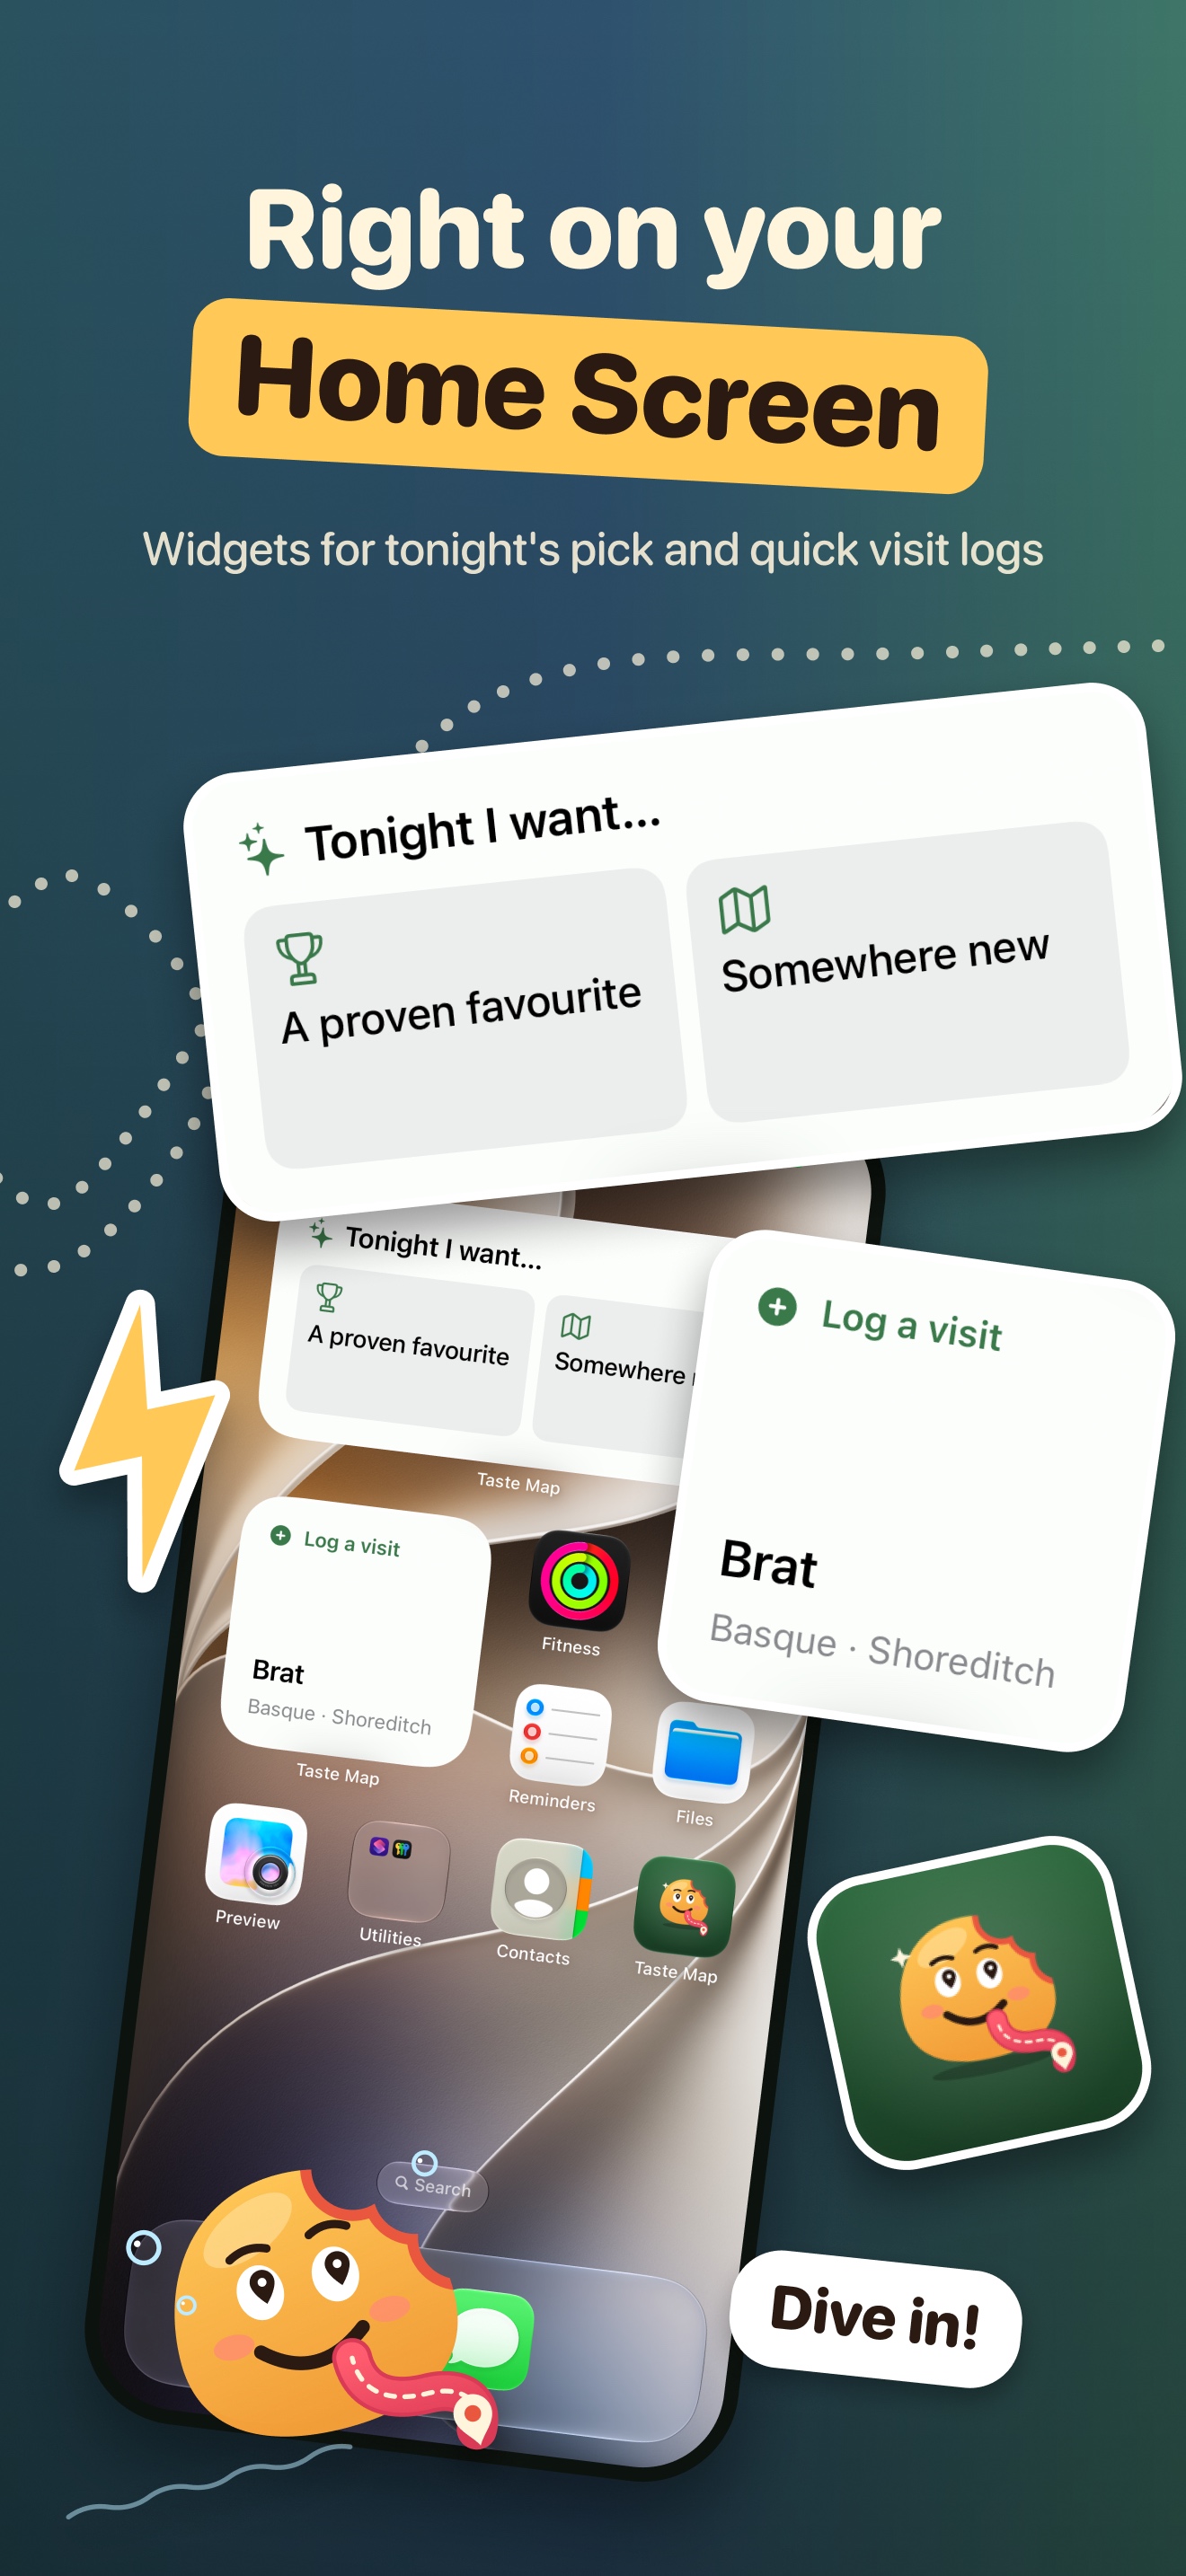 Right on your
Home Screen
Widgets for tonight's pick and quick visit logs
Tonight I want...
A proven favourite
Somewhere new
Tonight I want...
A proven favourite
Somewhere
Taste Map
Log a visit
Brat
Basque · Shoreditch
Log a visit
Brat
Basque · Shoreditch
Taste Map
Fitness
Reminders
Files
Preview
Utilities
Contacts
Taste Map
Search
Dive in!